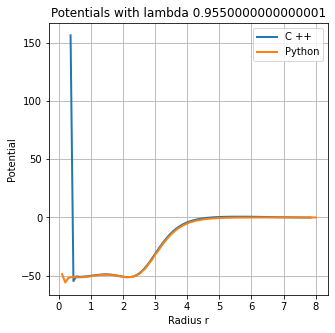 Potentials with lambda 0.9550000000000001
C ++
Python
150
100
50
0
−50
Potential
0 1 2 3 4 5 6 7 8
Radius r